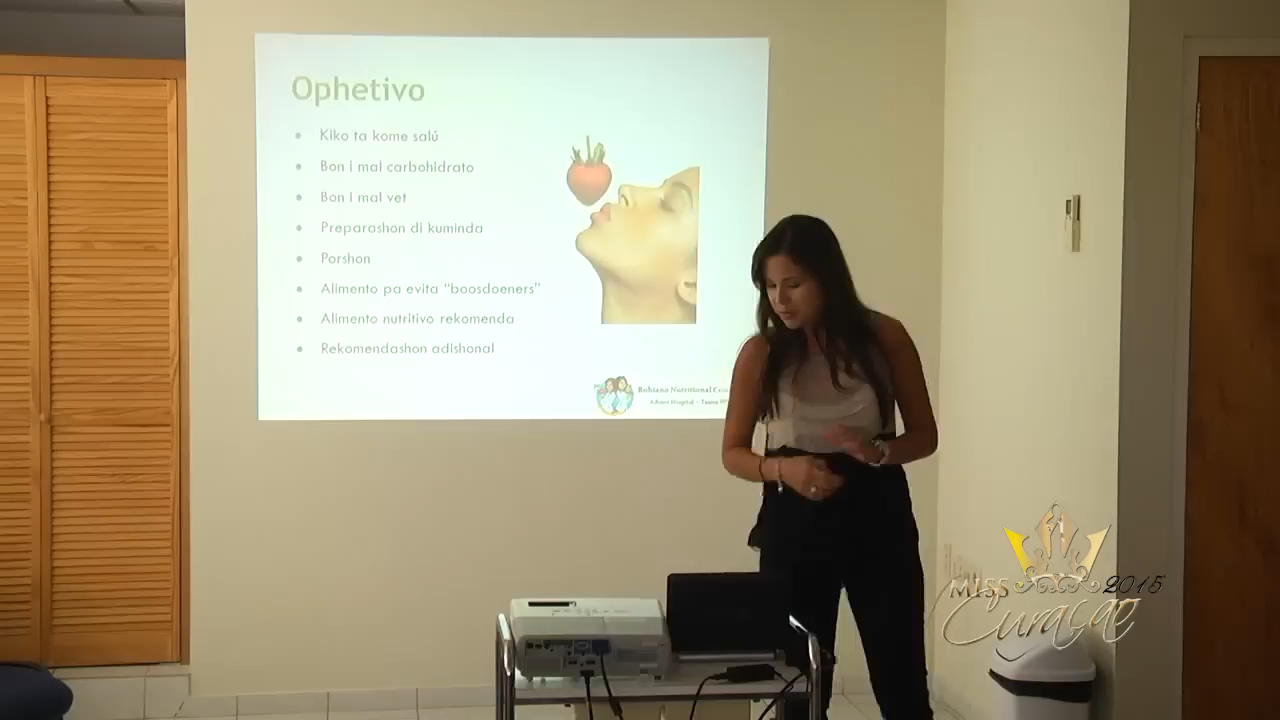 Ophetivo
• Kiko ta kome salú
• Bon i mal carbohidrato
• Bon I mal vet
• Preparashon di kuminda
• Porshon
• Alimento pa evita "boosdoeners"
• Alimento nutritivo rekomenda
• Rekomendashon adishonal
Nutritional
Hospital
MISS 2015
Curaçao